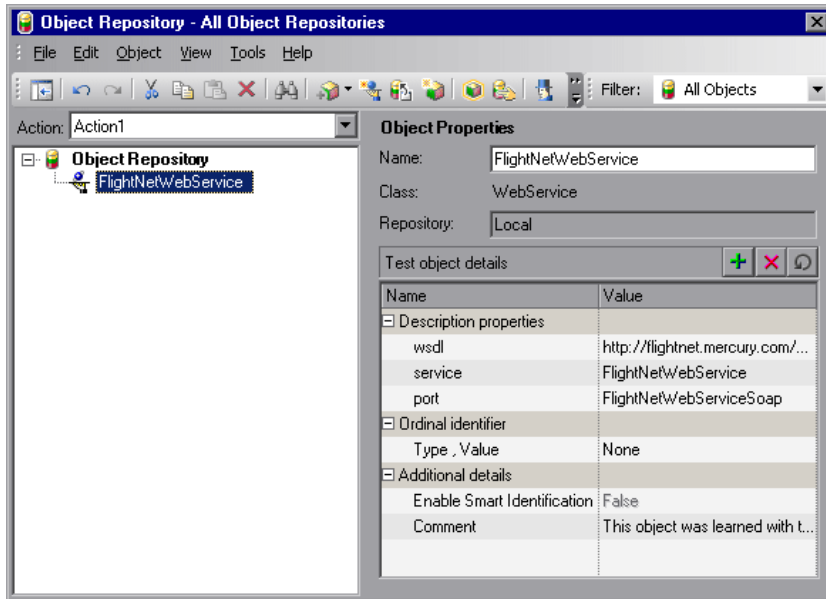 Object Repository - All Object Repositories
File Edit Object View Tools Help
Filter: All Objects
Action: Action1
Object Repository
FlightNetWebService
Object Properties
Name: FlightNetWebService
Class: WebService
Repository: Local
Test object details
Name Value
Description properties
wsdl http://flightnet.mercury.com/...
service FlightNetWebService
port FlightNetWebServiceSoap
Ordinal identifier
Type , Value None
Additional details
Enable Smart Identification False
Comment This object was learned with t...